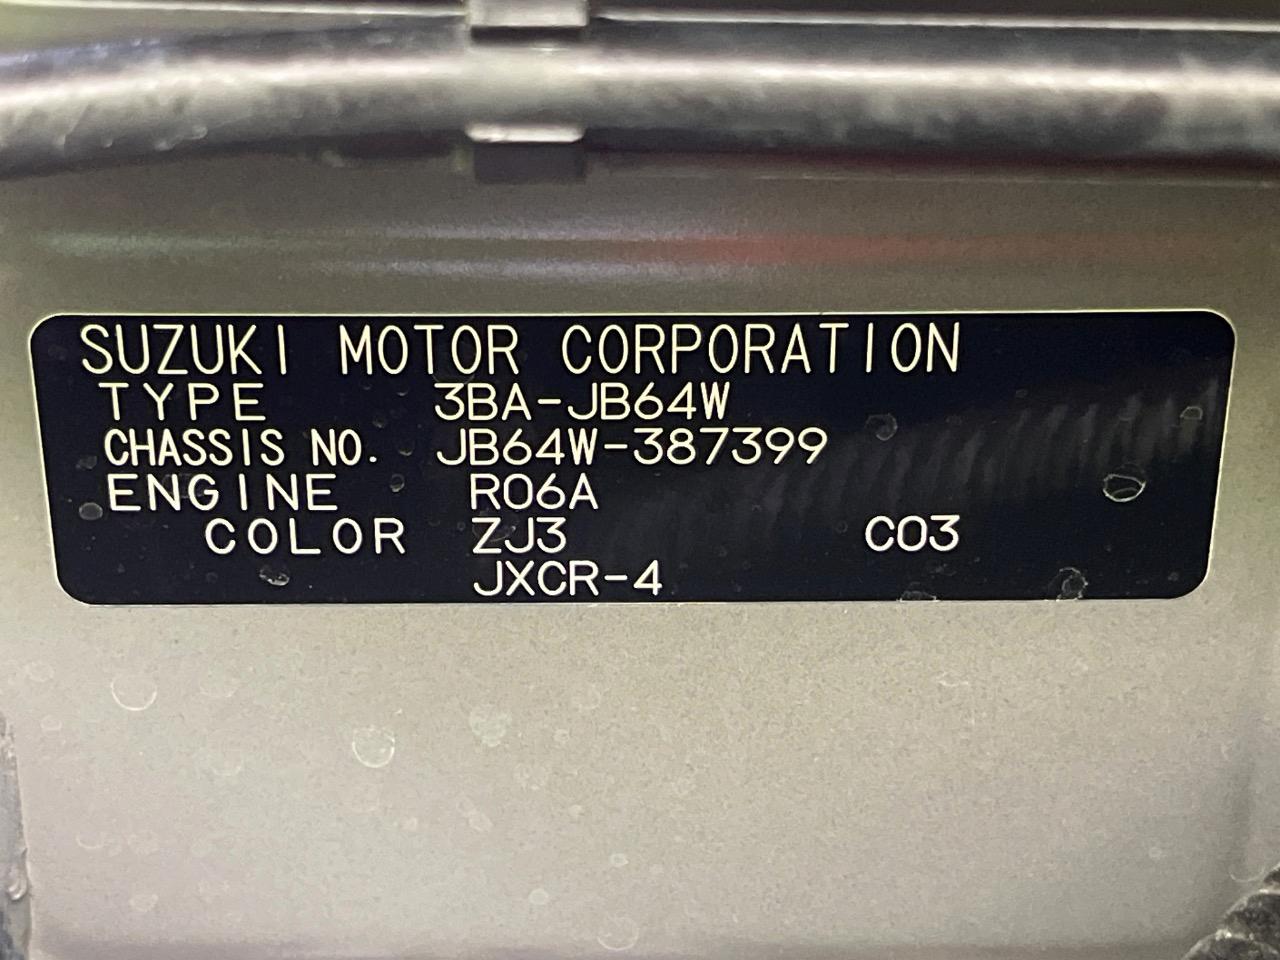 SUZUKI MOTOR CORPORATION
TYPE 3BA-JB64W
CHASSIS NO. JB64W-387399
ENGINE R06A
COLOR ZJ3 C03
JXCR-4